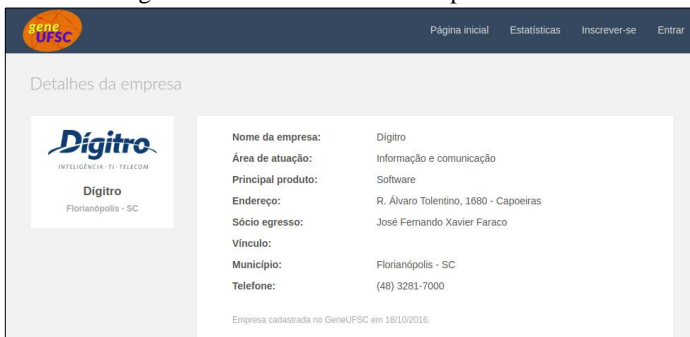 gene
UFSC
Página inicial Estatísticas Inscrever-se Entrar
Detalhes da empresa
Dígitro
INTELIGÊNCIA - TI - TELECOM
Dígitro
Florianópolis - SC
Nome da empresa: Dígitro
Área de atuação: Informação e comunicação
Principal produto: Software
Endereço: R. Álvaro Tolentino, 1680 - Capoeiras
Sócio egresso: José Fernando Xavier Faraco
Vínculo:
Município: Florianópolis - SC
Telefone: (48) 3281-7000
Empresa cadastrada no GeneUFSC em 18/10/2016.